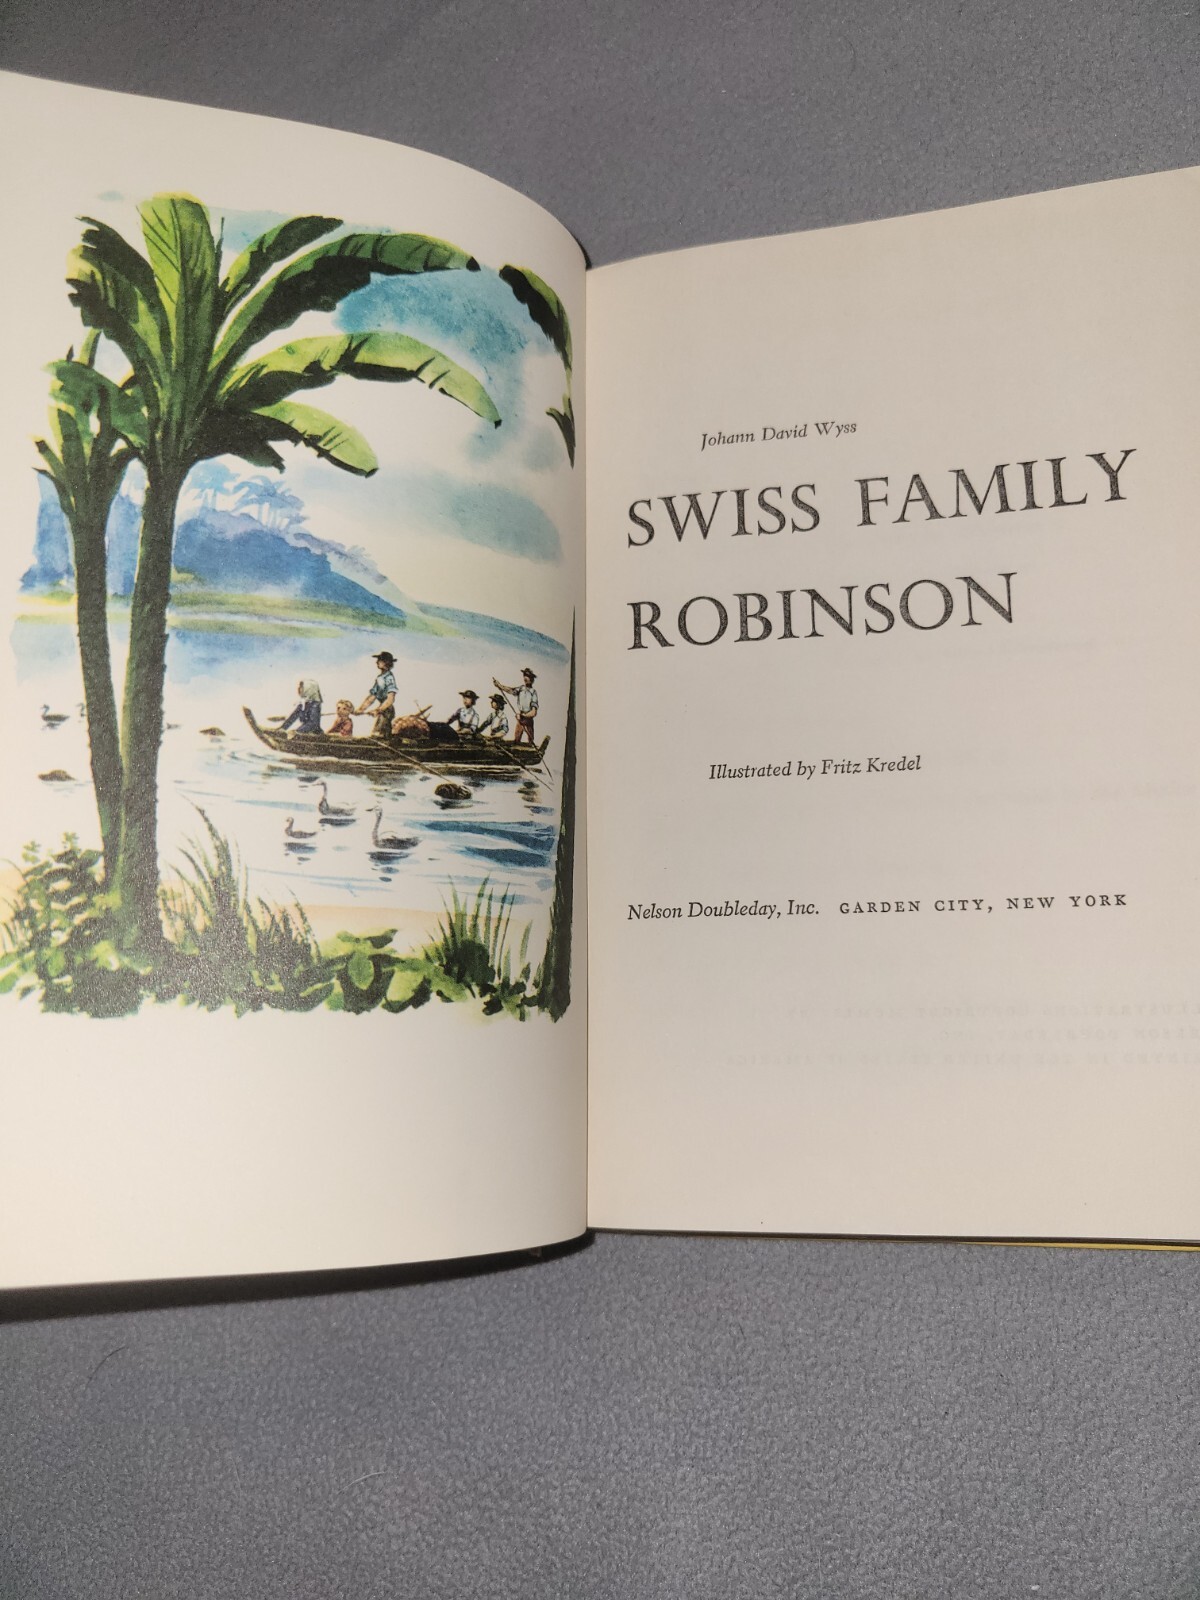 Johann David Wyss
SWISS FAMILY
ROBINSON
Illustrated by Fritz Kredel
Nelson Doubleday, Inc. GARDEN CITY, NEW YORK